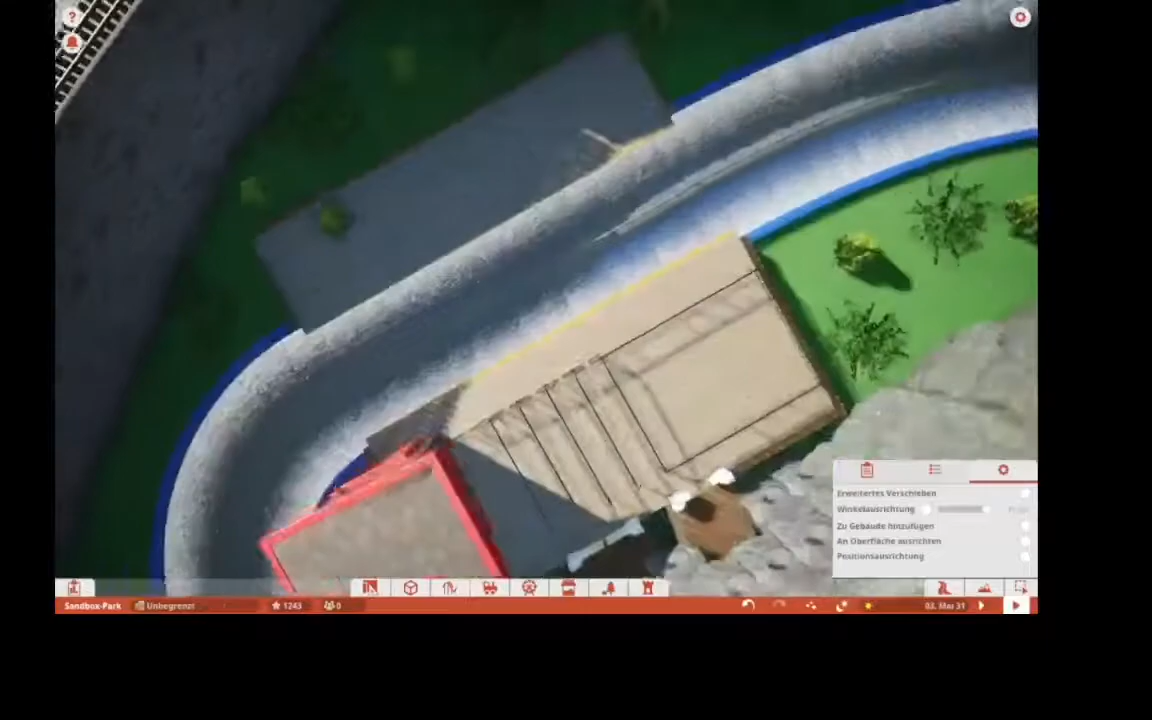 ?
Erweitertes Verschieben
Winkelausrichtung
Zu Gebäude hinzufügen
An Oberfläche ausrichten
Positionsausrichtung
Sandbox-Park
Unbegrenzt
1243
0
03. Mai 31